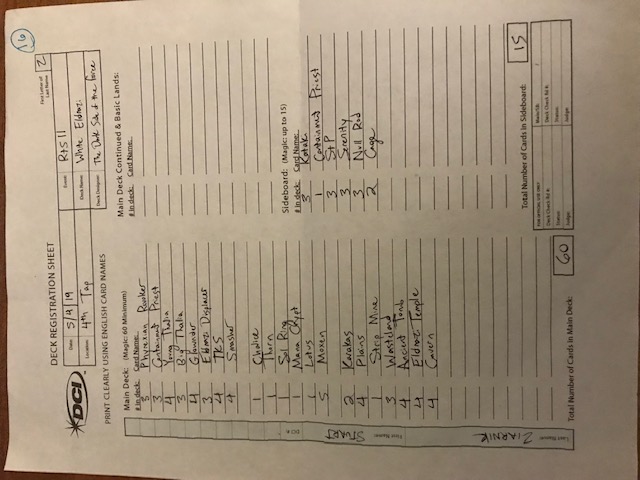 16
DECK REGISTRATION SHEET
First Letter of Last Name Z
DCI
Date: 5/4/19
Event: RtS II
Location: 4th Tap
Deck Name: White Eldrazi
Deck Designer: The Dark Side of the Force
PRINT CLEARLY USING ENGLISH CARD NAMES
Main Deck: (Magic: 60 Minimum)
# in deck: Card Name:
3 Phyrexian Revoker
3 Containment Priest
4 Young Thalia
3 Big Thalia
4 Glowrider
3 Eldrazi Displacer
4 TKS
4 Smasher
1 Chalice
1 Thorn
1 Sol Ring
1 Mana Crypt
1 Lotus
5 Moxen
2 Karakas
4 Plains
1 Strip Mine
3 Wasteland
4 Ancient Tomb
4 Eldrazi Temple
4 Cavern
Total Number of Cards in Main Deck: 60
Main Deck Continued & Basic Lands:
# in deck: Card Name:
Sideboard: (Magic: up to 15)
# in deck: Card Name:
3 Kataki
1 Containment Priest
3 StP
3 Serenity
3 Null Rod
2 Cage
Total Number of Cards in Sideboard: 15
FOR OFFICIAL USE ONLY
Deck Check Rd #:
Status:
Judge:
Main/SB: /
Deck Check Rd #:
Status:
Judge:
Last Name: ZIARNIK
First Name: STUART
DCI #: